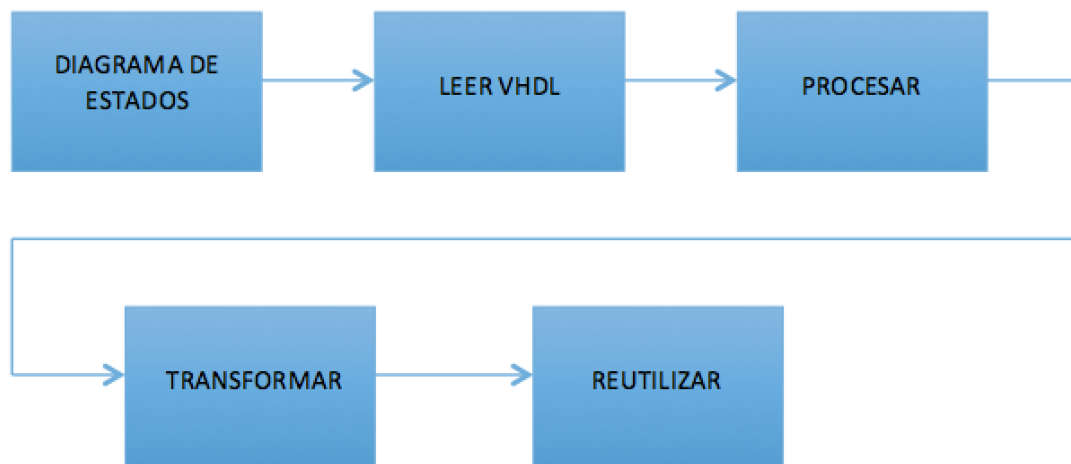 DIAGRAMA DE
ESTADOS
LEER VHDL
PROCESAR
TRANSFORMAR
REUTILIZAR